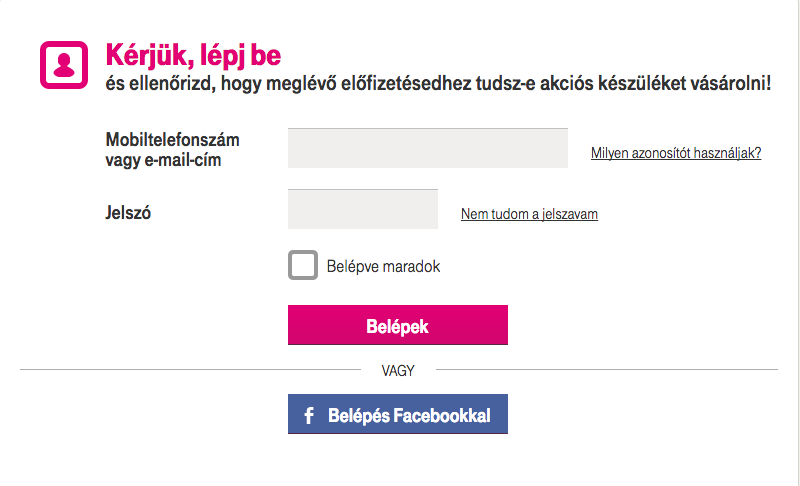 Kérjük, lépj be
és ellenőrizd, hogy meglévő előfizetésedhez tudsz-e akciós készüléket vásárolni!
Mobiltelefonszám
vagy e-mail-cím
Milyen azonosítót használjak?
Jelszó
Nem tudom a jelszavam
Belépve maradok
Belépek
VAGY
f Belépés Facebookkal